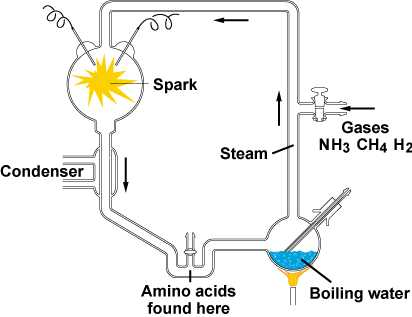 Spark
Gases
NH3 CH4 H2
Steam
Condenser
Amino acids
found here
Boiling water